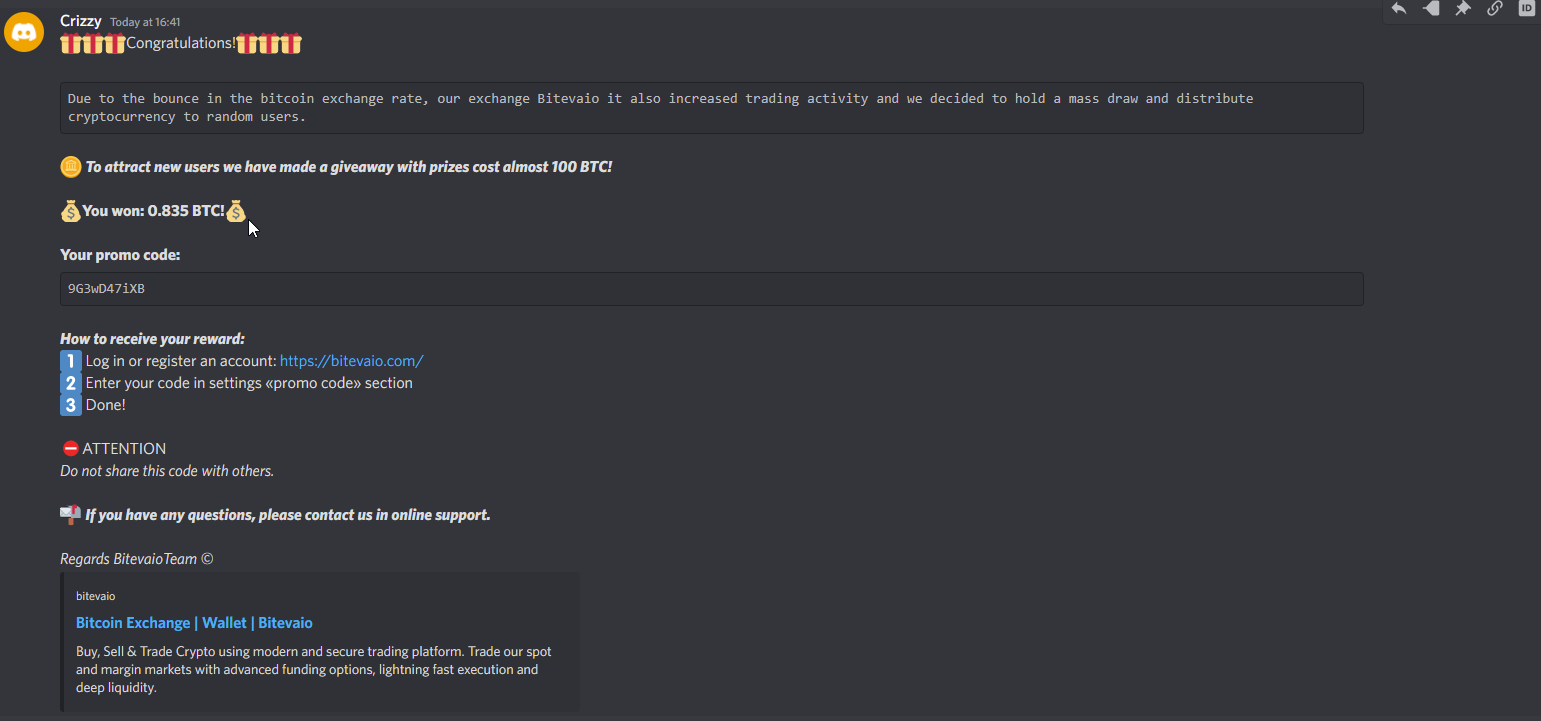 Crizzy Today at 16:41
🎁🎁🎁Congratulations!🎁🎁🎁
Due to the bounce in the bitcoin exchange rate, our exchange Bitevaio it also increased trading activity and we decided to hold a mass draw and distribute
cryptocurrency to random users.
To attract new users we have made a giveaway with prizes cost almost 100 BTC!
💰You won: 0.835 BTC!💰
Your promo code:
9G3wD47iXB
How to receive your reward:
1 Log in or register an account: https://bitevaio.com/
2 Enter your code in settings «promo code» section
3 Done!
⛔ ATTENTION
Do not share this code with others.
📬 If you have any questions, please contact us in online support.
Regards BitevaioTeam ©
bitevaio
Bitcoin Exchange | Wallet | Bitevaio
Buy, Sell & Trade Crypto using modern and secure trading platform. Trade our spot
and margin markets with advanced funding options, lightning fast execution and
deep liquidity.
ID